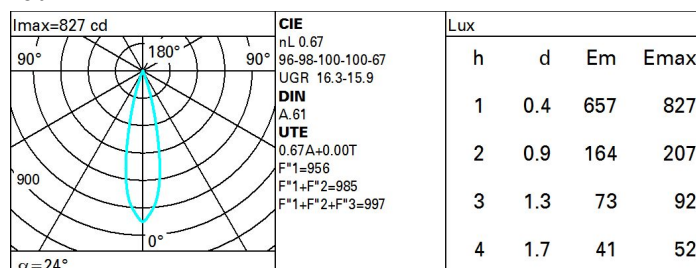 Imax=827 cd
90°
180°
90°
900
0°
α=24°
CIE
nL 0.67
96-98-100-100-67
UGR 16.3-15.9
DIN
A.61
UTE
0.67A+0.00T
F"1=956
F"1+F"2=985
F"1+F"2+F"3=997
Lux
h d Em Emax
1 0.4 657 827
2 0.9 164 207
3 1.3 73 92
4 1.7 41 52